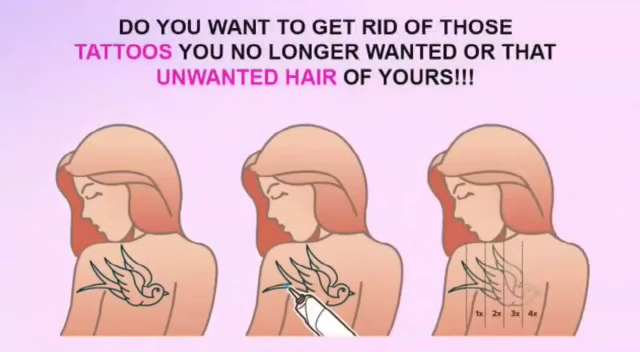 DO YOU WANT TO GET RID OF THOSE
TATTOOS YOU NO LONGER WANTED OR THAT
UNWANTED HAIR OF YOURS!!!
1x 2x 3x 4x